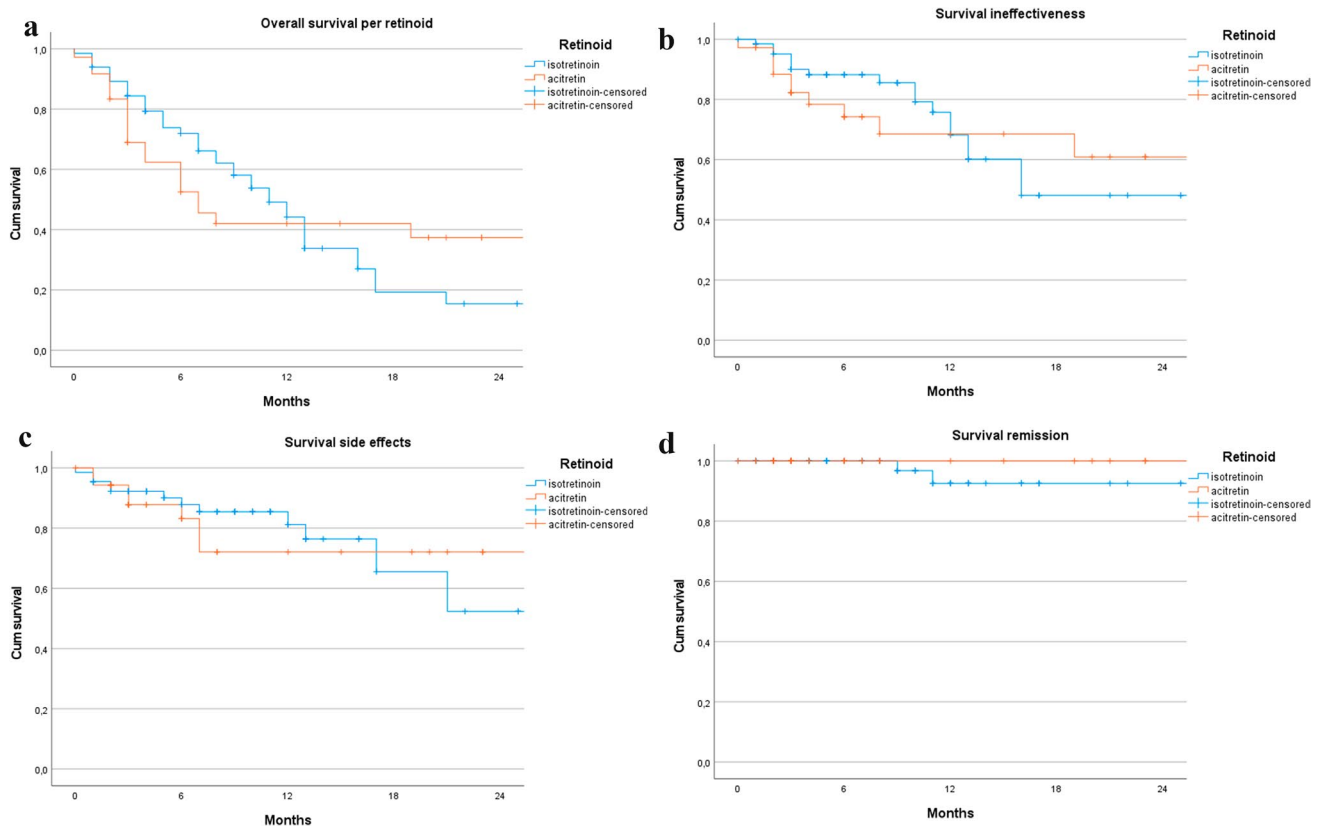 a
Overall survival per retinoid
Retinoid
isotretinoin
acitretin
isotretinoin-censored
acitretin-censored
Cum survival
1,0
0,8
0,6
0,4
0,2
0,0
0
6
12
18
24
Months
b
Survival ineffectiveness
Retinoid
isotretinoin
acitretin
isotretinoin-censored
acitretin-censored
Cum survival
1,0
0,8
0,6
0,4
0,2
0,0
0
6
12
18
24
Months
c
Survival side effects
Retinoid
isotretinoin
acitretin
isotretinoin-censored
acitretin-censored
Cum survival
1,0
0,8
0,6
0,4
0,2
0,0
0
6
12
18
24
Months
d
Survival remission
Retinoid
isotretinoin
acitretin
isotretinoin-censored
acitretin-censored
Cum survival
1,0
0,8
0,6
0,4
0,2
0,0
0
6
12
18
24
Months